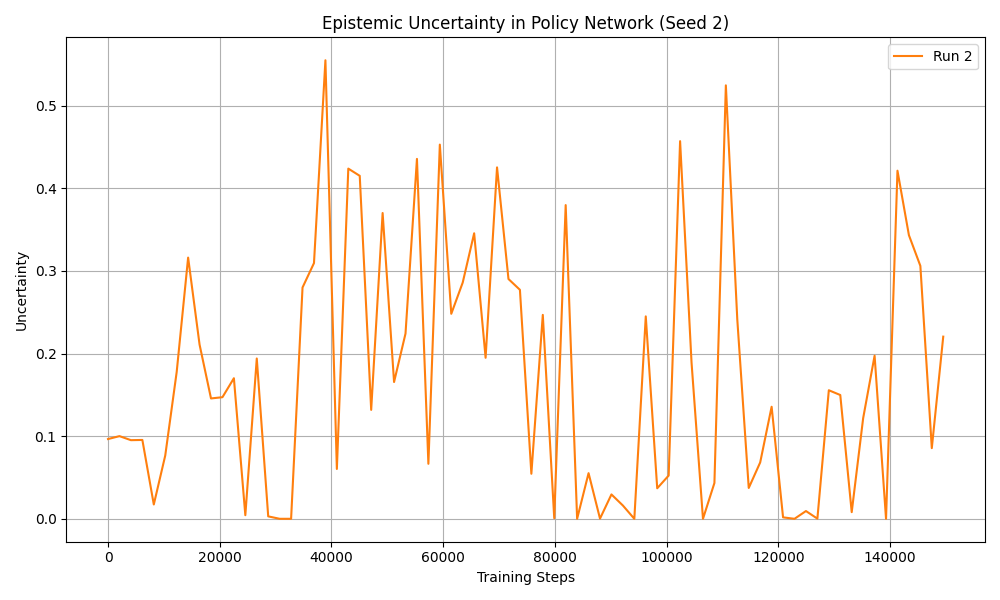 Epistemic Uncertainty in Policy Network (Seed 2)
Run 2
Uncertainty
0.5
0.4
0.3
0.2
0.1
0.0
0 20000 40000 60000 80000 100000 120000 140000
Training Steps